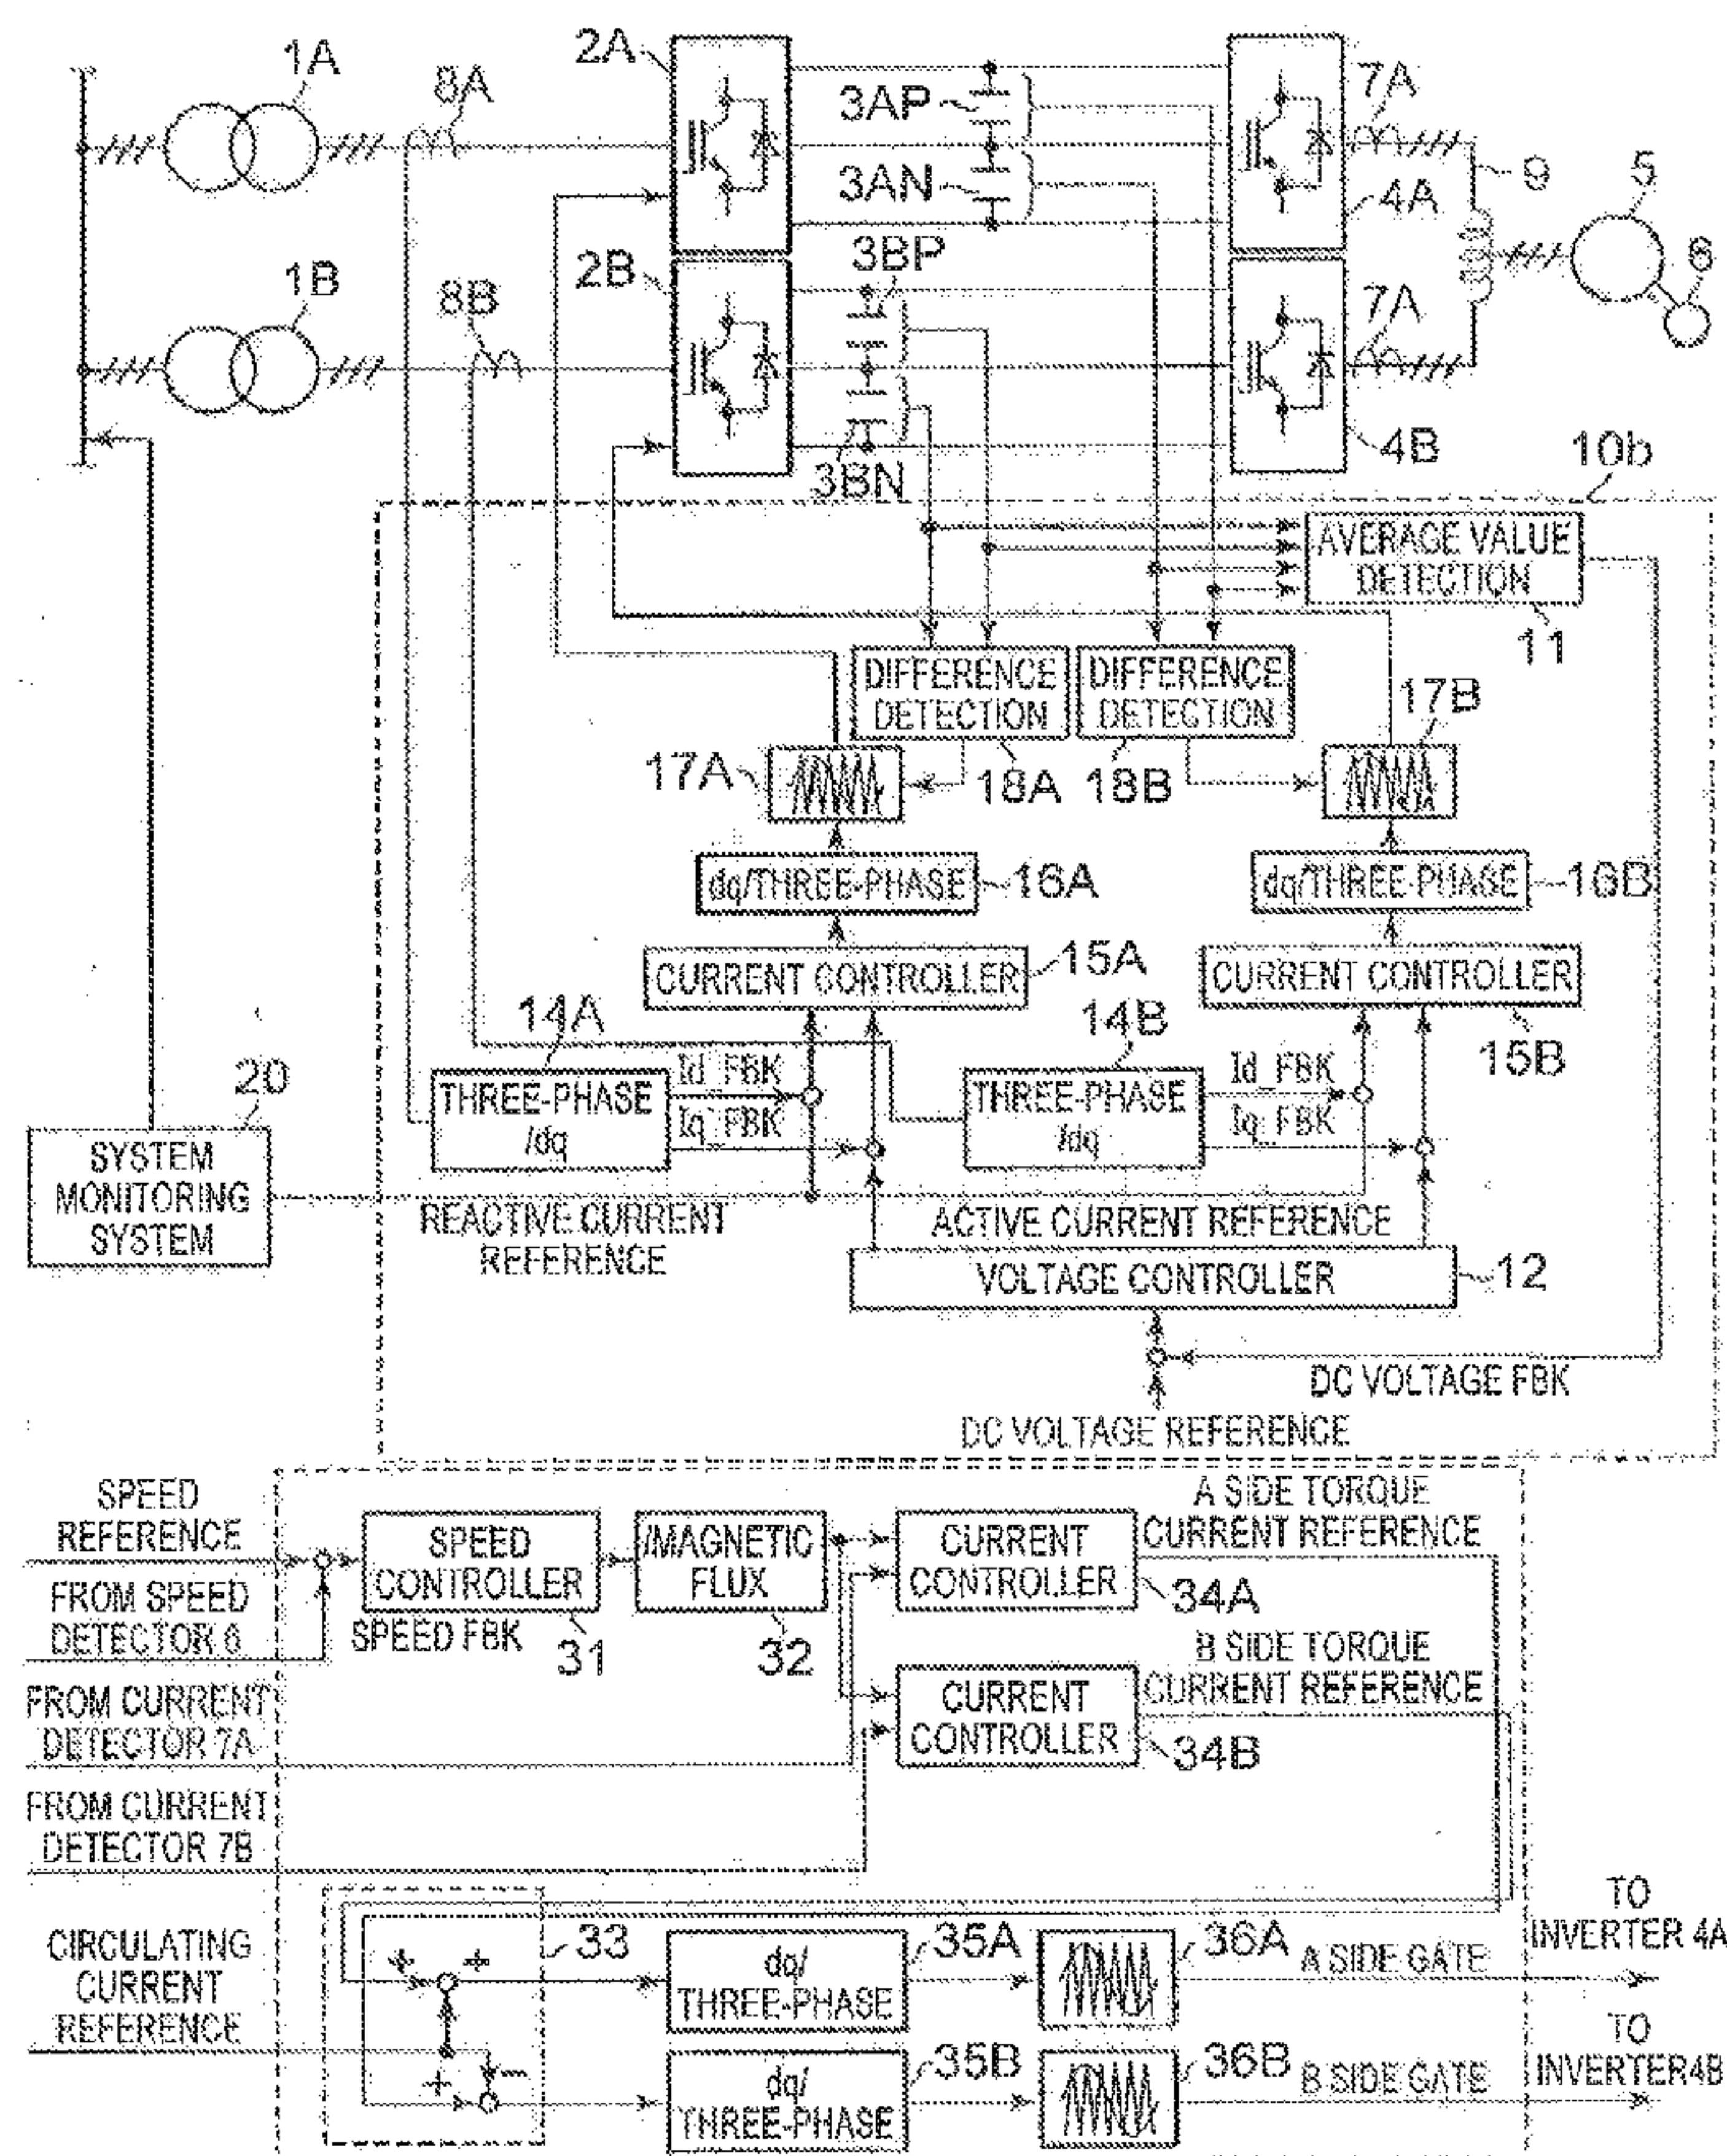 1A
8A
2A
3AP
7A
3AN
4A
9
5
6
1B
8B
2B
3BP
7A
3BN
4B
10b
AVERAGE VALUE
DETECTION
11
DIFFERENCE
DETECTION
DIFFERENCE
DETECTION
17B
17A
18A
18B
dq/THREE-PHASE
16A
dq/THREE-PHASE
16B
CURRENT CONTROLLER
15A
CURRENT CONTROLLER
15B
14A
14B
THREE-PHASE
/dq
Id_FBK
Iq_FBK
THREE-PHASE
/dq
Id_FBK
Iq_FBK
20
SYSTEM
MONITORING
SYSTEM
REACTIVE CURRENT
REFERENCE
ACTIVE CURRENT REFERENCE
VOLTAGE CONTROLLER
12
DC VOLTAGE FBK
DC VOLTAGE REFERENCE
SPEED
REFERENCE
FROM SPEED
DETECTOR 6
SPEED
CONTROLLER
SPEED FBK
31
/MAGNETIC
FLUX
32
CURRENT
CONTROLLER
34A
A SIDE TORQUE
CURRENT REFERENCE
CURRENT
CONTROLLER
34B
B SIDE TORQUE
CURRENT REFERENCE
FROM CURRENT
DETECTOR 7A
FROM CURRENT
DETECTOR 7B
CIRCULATING
CURRENT
REFERENCE
+
+
33
+
-
dq/
THREE-PHASE
35A
36A
A SIDE GATE
TO
INVERTER 4A
dq/
THREE-PHASE
35B
36B
B SIDE GATE
TO
INVERTER4B